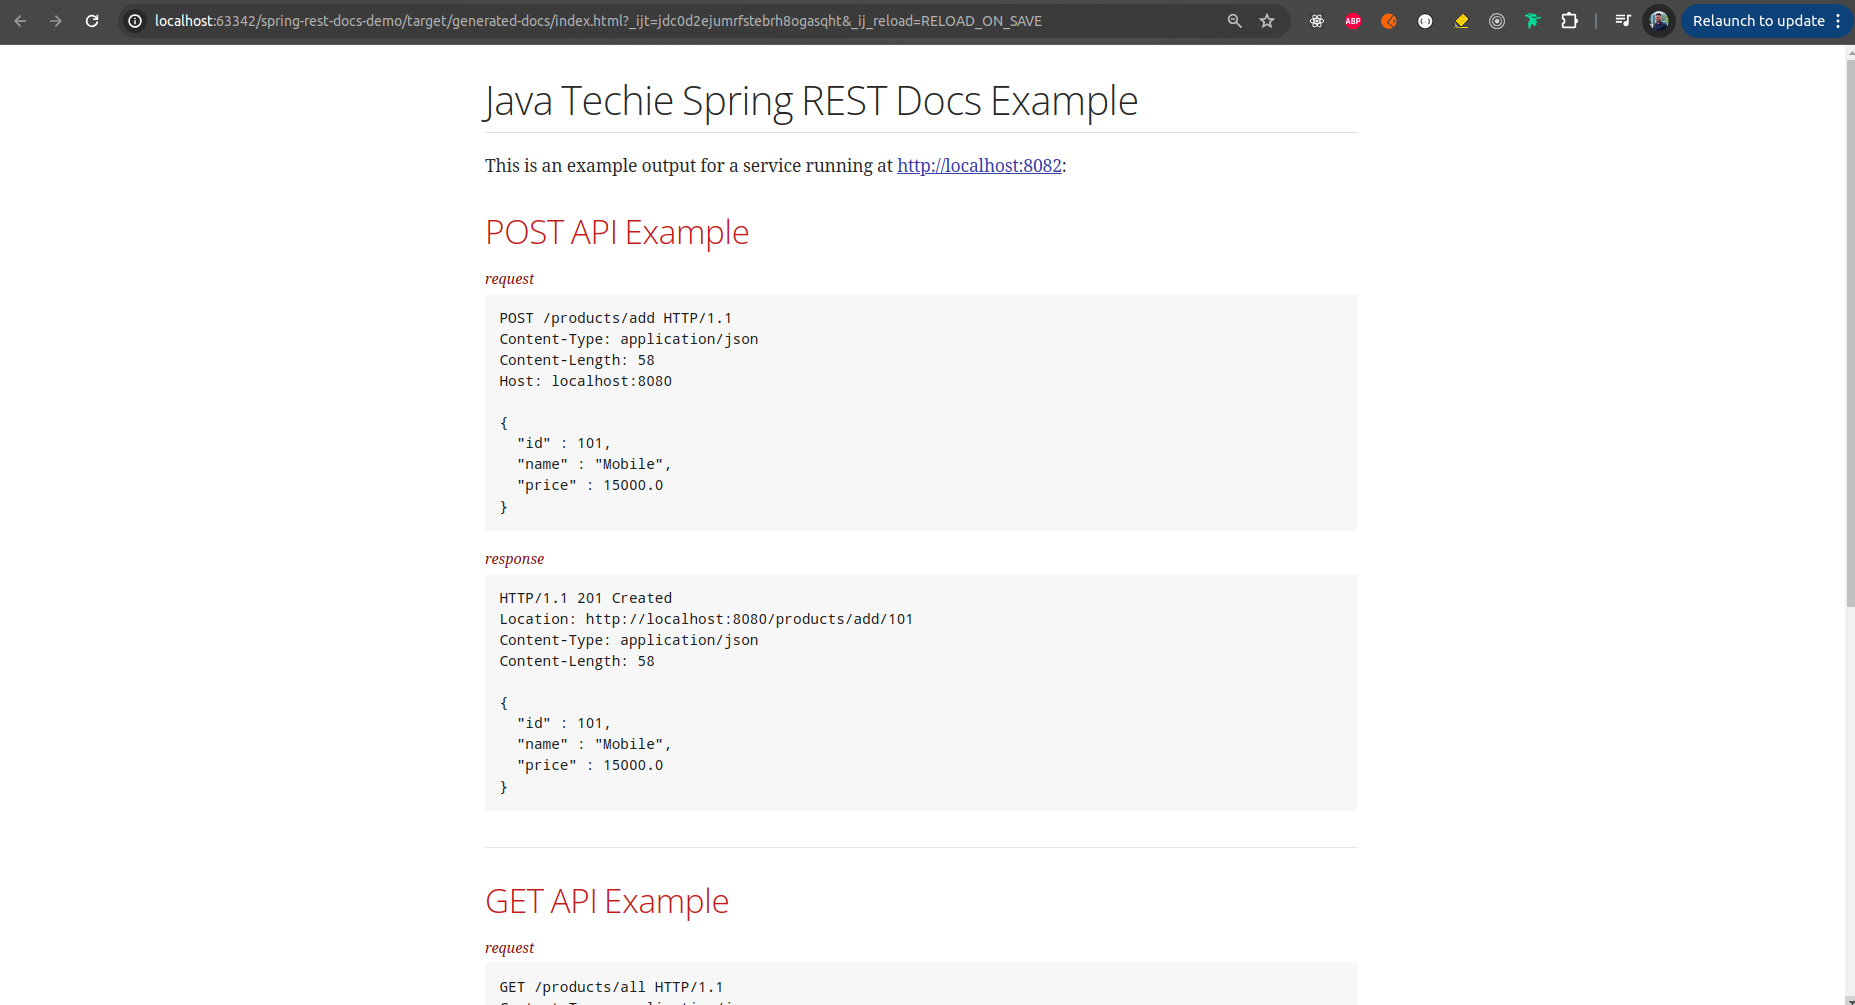 localhost:63342/spring-rest-docs-demo/target/generated-docs/index.html?_ijt=jdc0d2ejumrfstebrh8ogasqht&_ij_reload=RELOAD_ON_SAVE
ABP
Relaunch to update
Java Techie Spring REST Docs Example
This is an example output for a service running at http://localhost:8082:
POST API Example
request
POST /products/add HTTP/1.1
Content-Type: application/json
Content-Length: 58
Host: localhost:8080
{
"id" : 101,
"name" : "Mobile",
"price" : 15000.0
}
response
HTTP/1.1 201 Created
Location: http://localhost:8080/products/add/101
Content-Type: application/json
Content-Length: 58
{
"id" : 101,
"name" : "Mobile",
"price" : 15000.0
}
GET API Example
request
GET /products/all HTTP/1.1